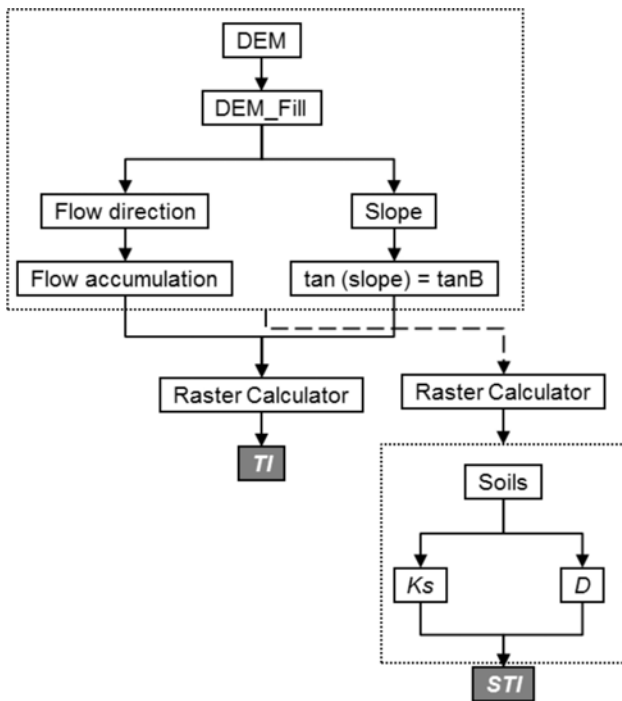 DEM
DEM_Fill
Flow direction
Slope
Flow accumulation
tan (slope) = tanB
Raster Calculator
Raster Calculator
TI
Soils
Ks
D
STI